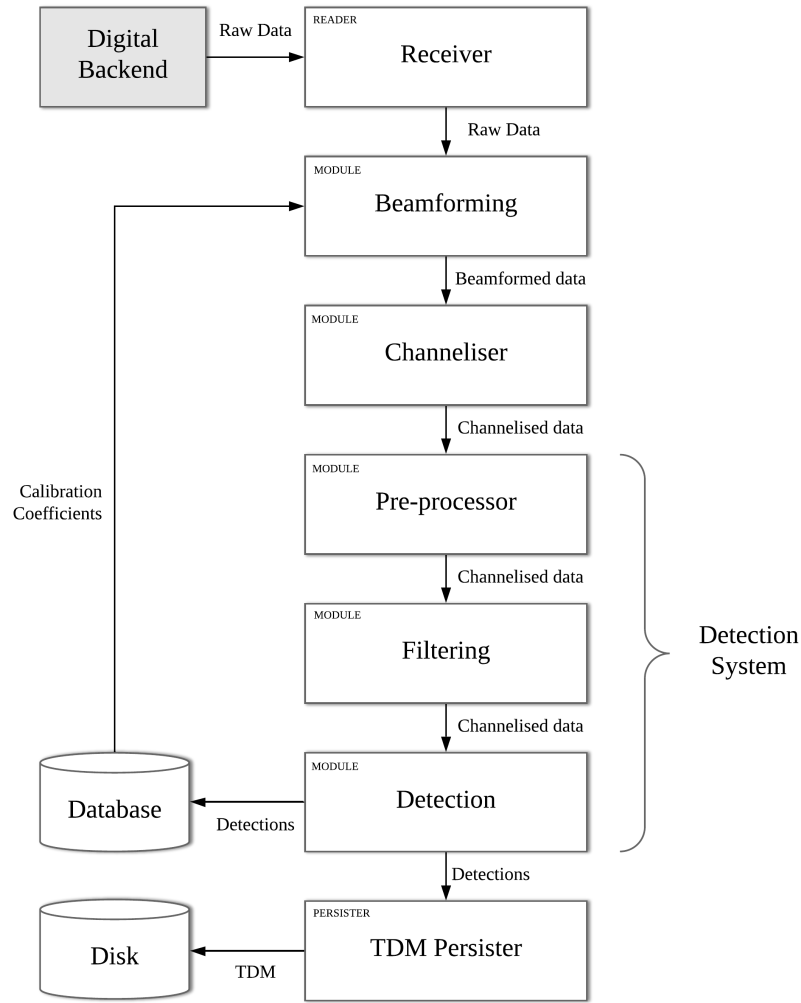 Digital
Backend
Raw Data
READER
Receiver
Raw Data
MODULE
Beamforming
Beamformed data
MODULE
Channeliser
Channelised data
MODULE
Pre-processor
Calibration
Coefficients
Channelised data
MODULE
Filtering
Detection
System
Channelised data
MODULE
Detection
Database
Detections
Detections
PERSISTER
TDM Persister
Disk
TDM